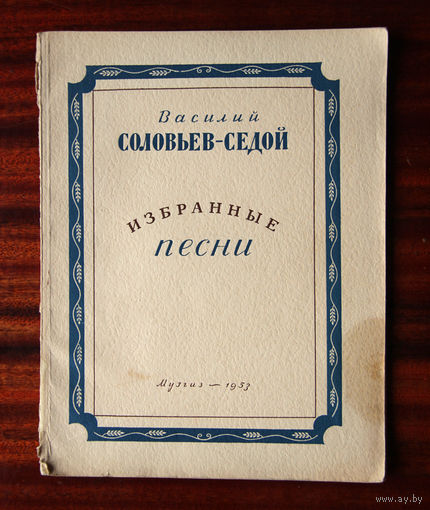 Василий
СОЛОВЬЕВ-СЕДОЙ
ИЗБРАННЫЕ
песни
Музгиз — 1953
www.ay.by